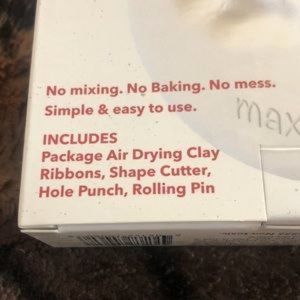 No mixing. No Baking. No mess.
Simple & easy to use.
max
INCLUDES
Package Air Drying Clay
Ribbons, Shape Cutter,
Hole Punch, Rolling Pin